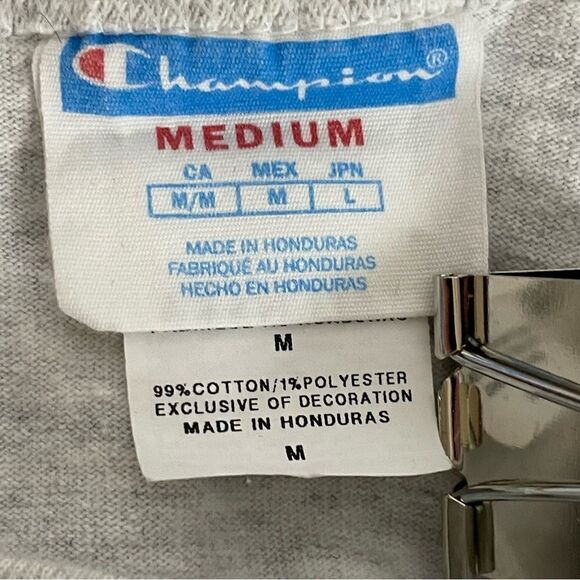 Champion®
MEDIUM
CA MEX JPN
M/M M L
MADE IN HONDURAS
FABRIQUÉ AU HONDURAS
HECHO EN HONDURAS
M
99%COTTON/1%POLYESTER
EXCLUSIVE OF DECORATION
MADE IN HONDURAS
M